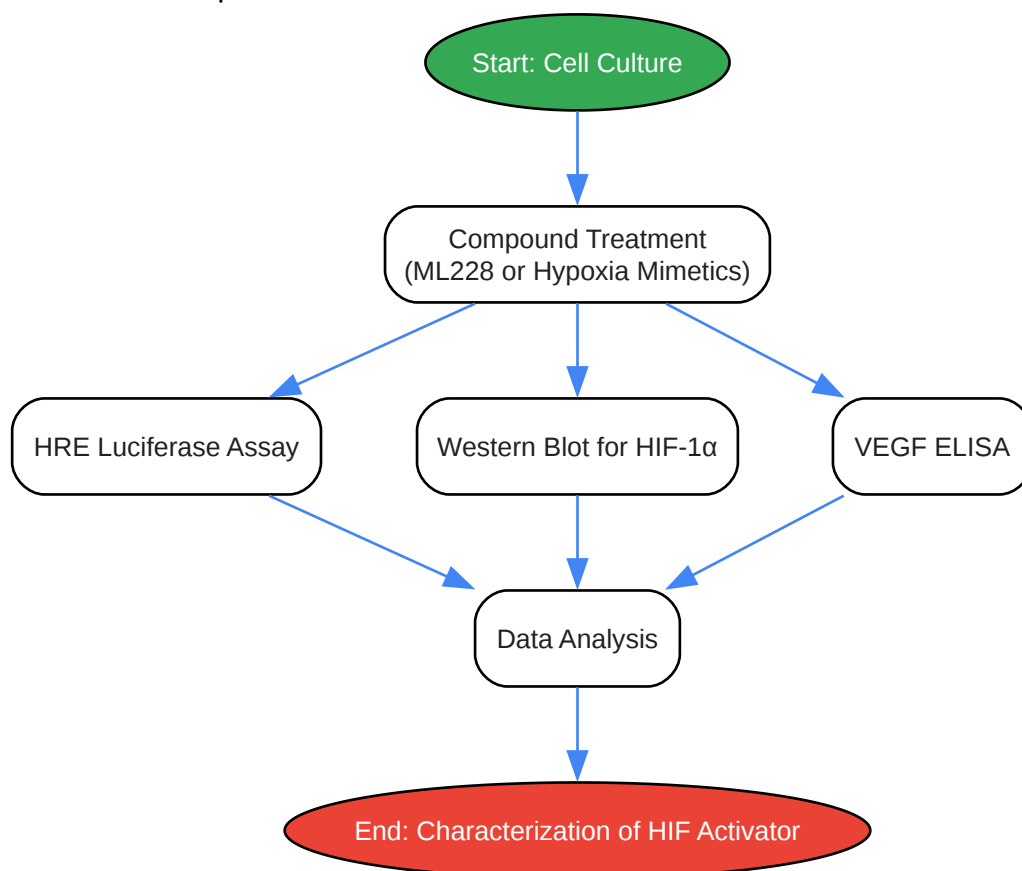 Start: Cell Culture
Compound Treatment
(ML228 or Hypoxia Mimetics)
HRE Luciferase Assay
Western Blot for HIF-1α
VEGF ELISA
Data Analysis
End: Characterization of HIF Activator